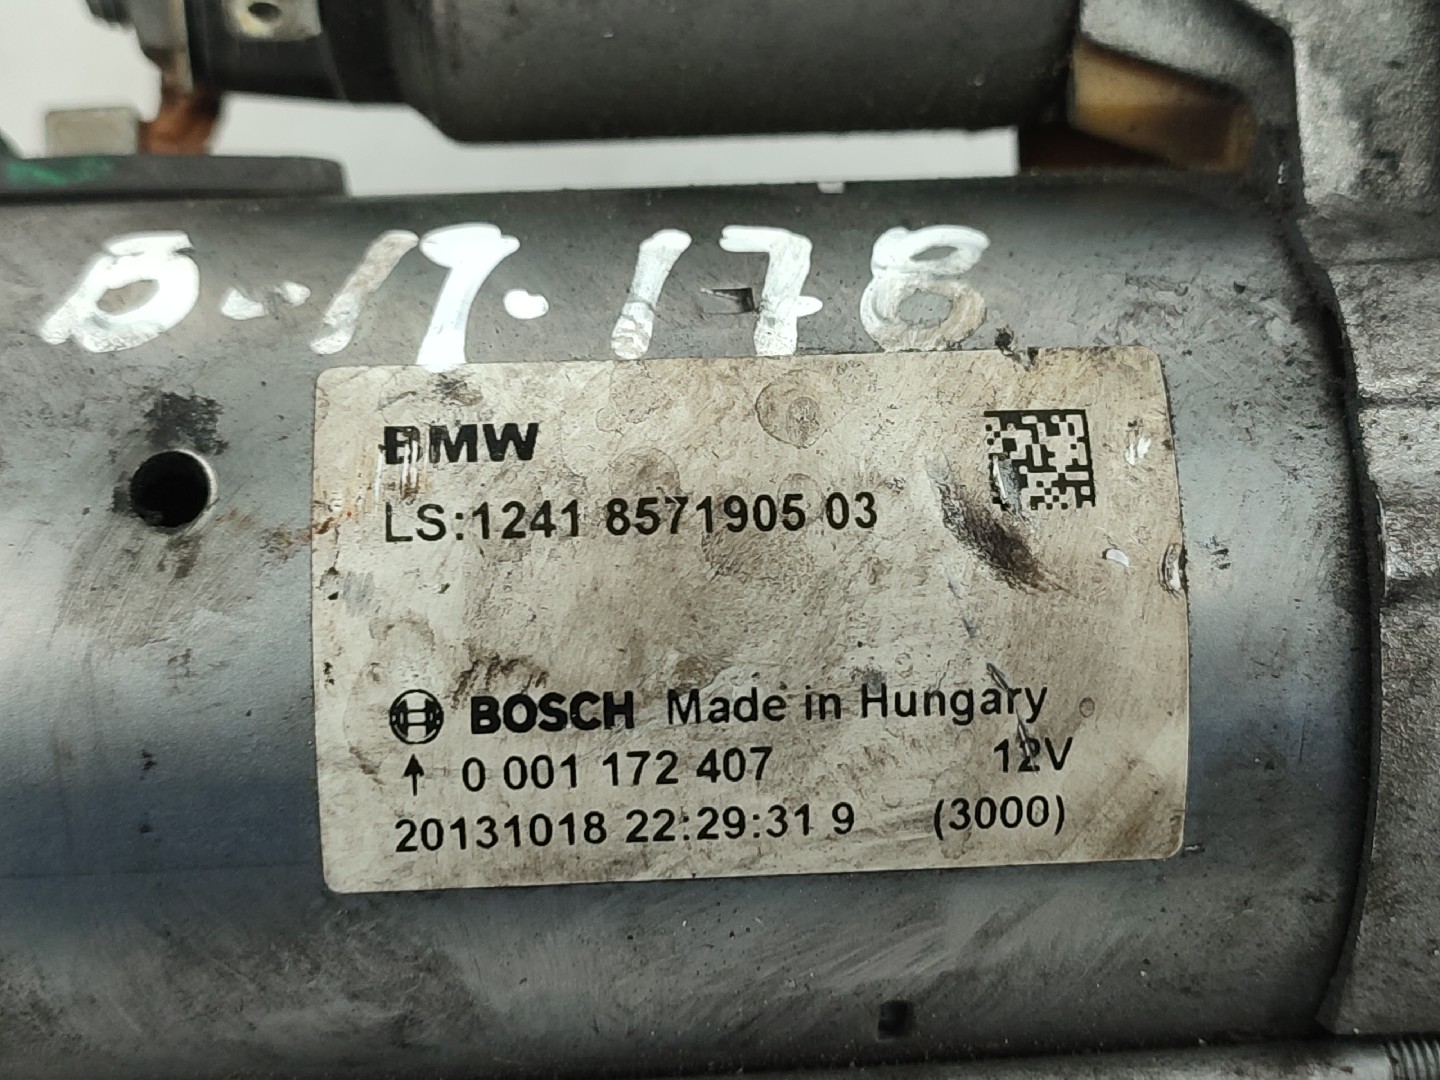 B-19.178
BMW
LS:1241 8571905 03
BOSCH Made in Hungary
↑ 0 001 172 407 12V
20131018 22:29:31 9 (3000)